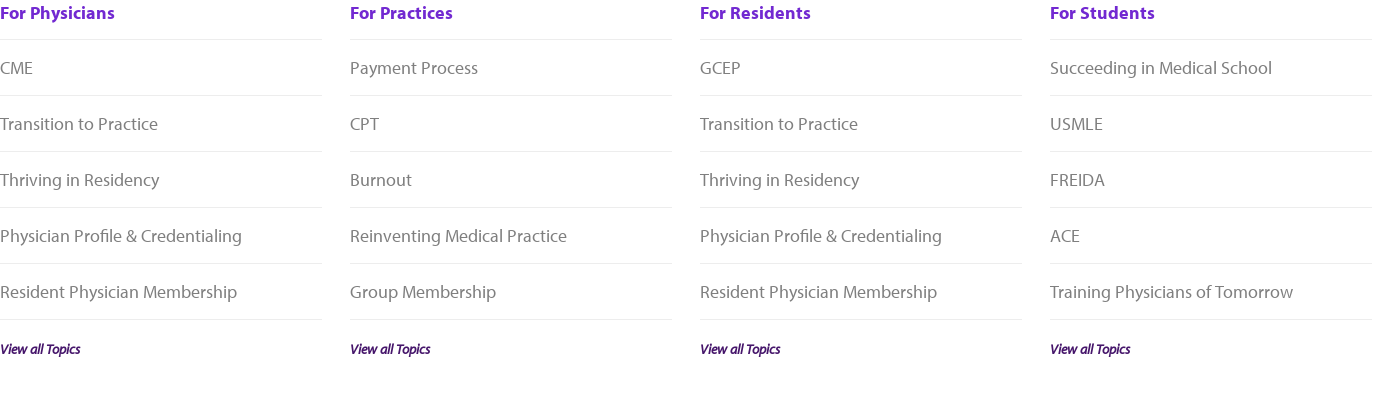 For Physicians
CME
Transition to Practice
Thriving in Residency
Physician Profile & Credentialing
Resident Physician Membership
View all Topics
For Practices
Payment Process
CPT
Burnout
Reinventing Medical Practice
Group Membership
View all Topics
For Residents
GCEP
Transition to Practice
Thriving in Residency
Physician Profile & Credentialing
Resident Physician Membership
View all Topics
For Students
Succeeding in Medical School
USMLE
FREIDA
ACE
Training Physicians of Tomorrow
View all Topics